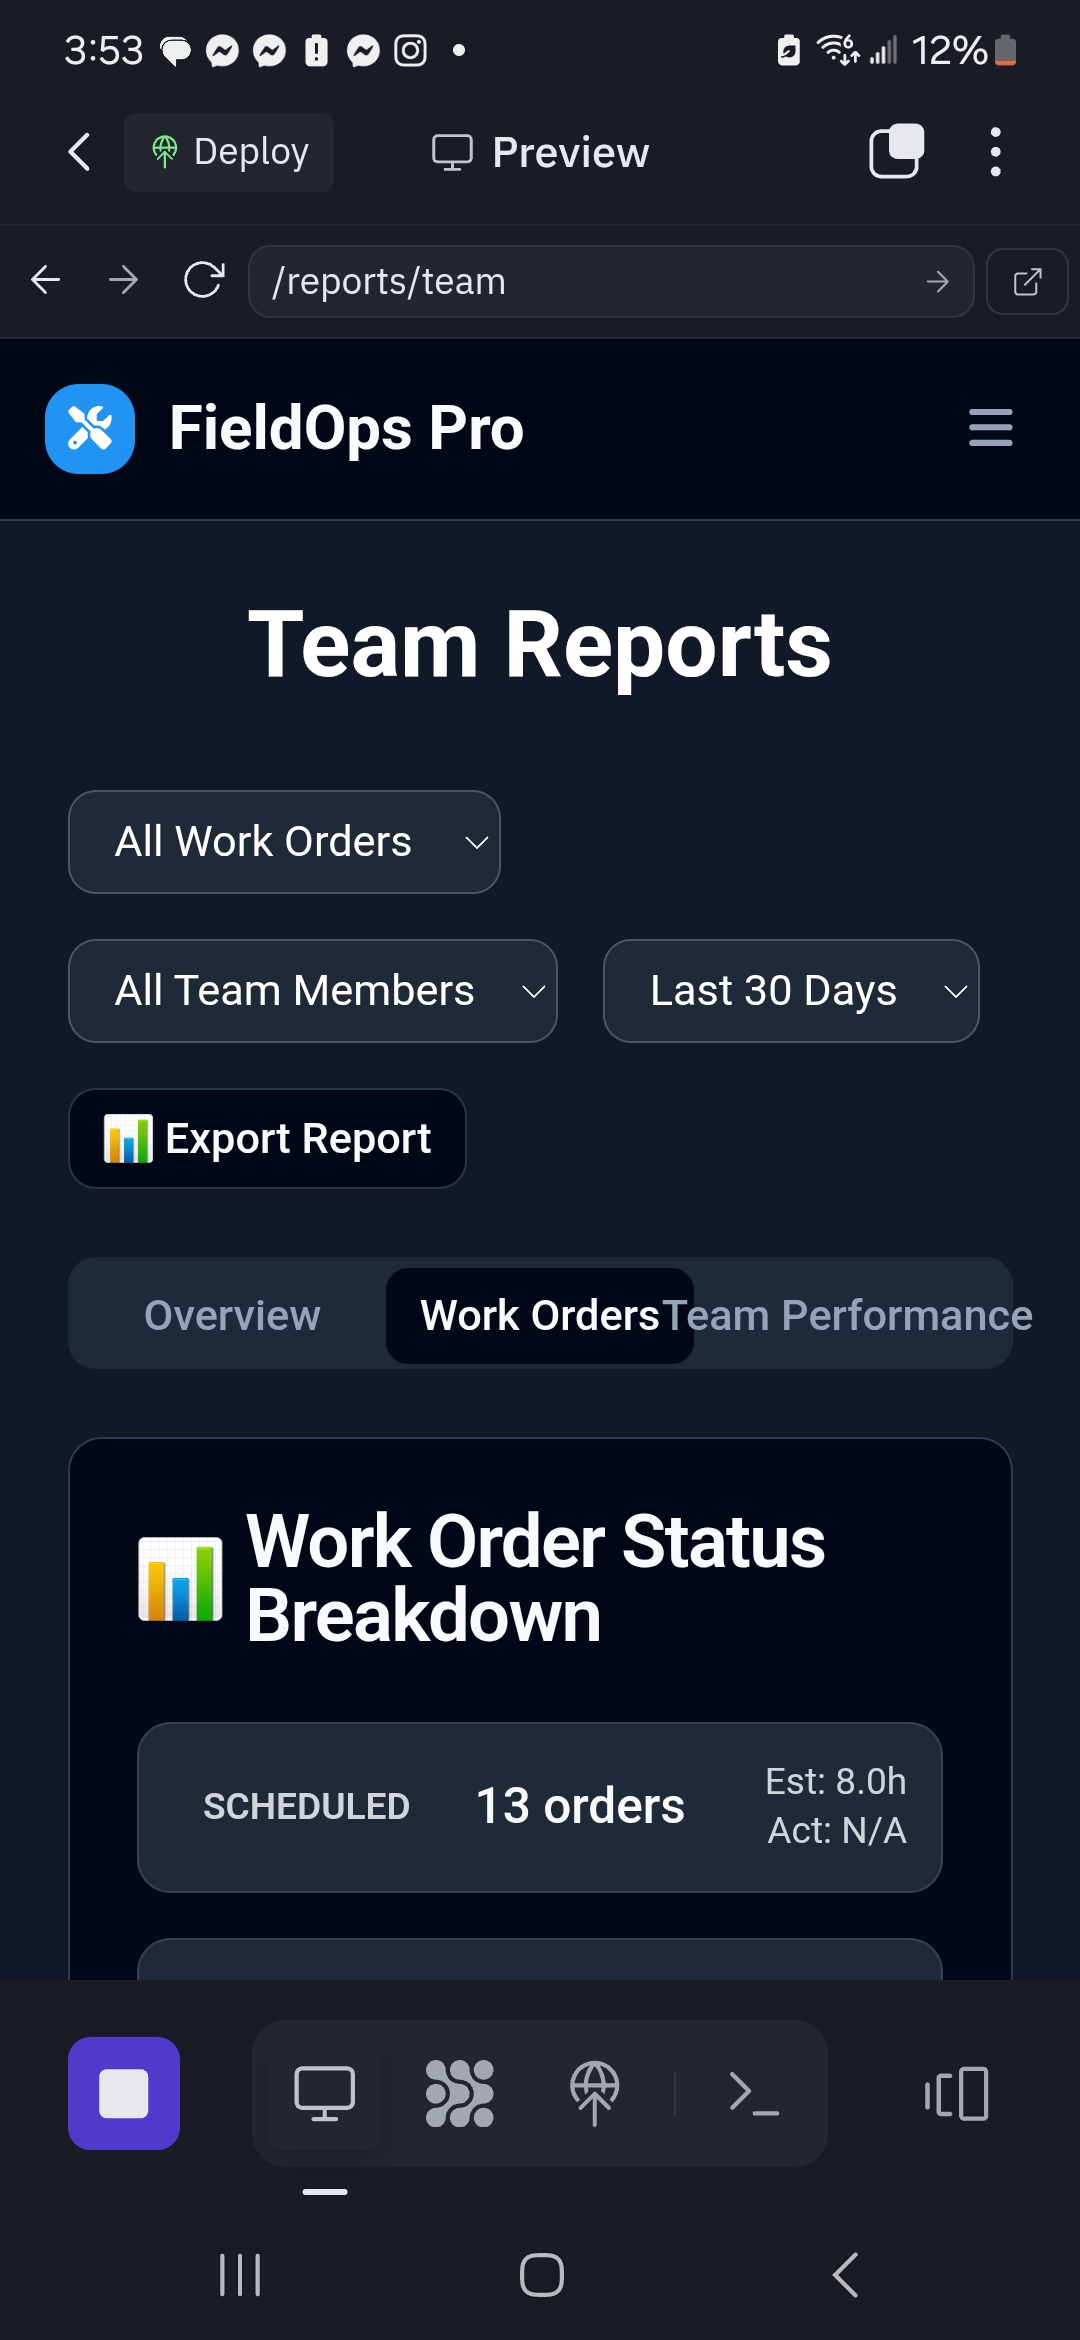 3:53
12%
Deploy
Preview
/reports/team
FieldOps Pro
Team Reports
All Work Orders
All Team Members
Last 30 Days
Export Report
Overview
Work Orders
Team Performance
Work Order Status
Breakdown
SCHEDULED
13 orders
Est: 8.0h
Act: N/A